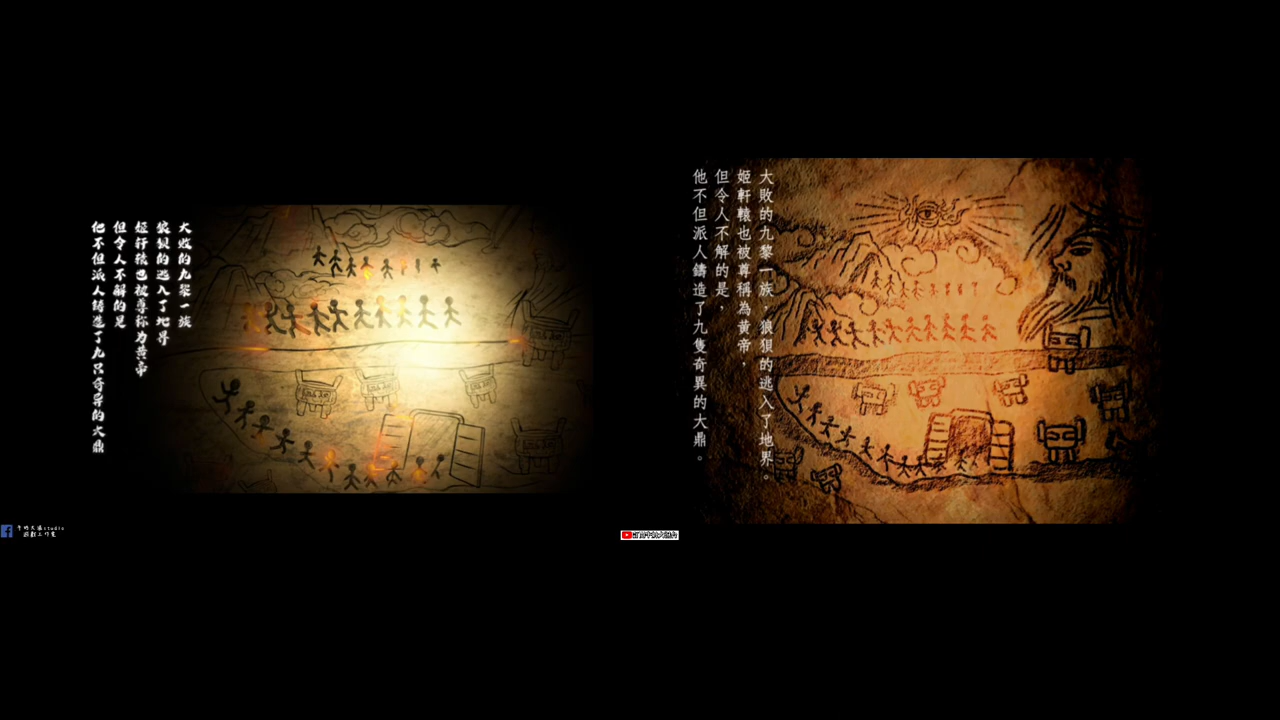 大败的九黎一族
狼狈的逃入了地界
姬轩辕也被尊称为黄帝
但令人不解的是
他不但派人铸造了九只奇异的大鼎
大敗的九黎一族，狼狽的逃入了地界。
姬軒轅也被尊稱為黃帝，
但令人不解的是，
他不但派人鑄造了九隻奇異的大鼎。
studio